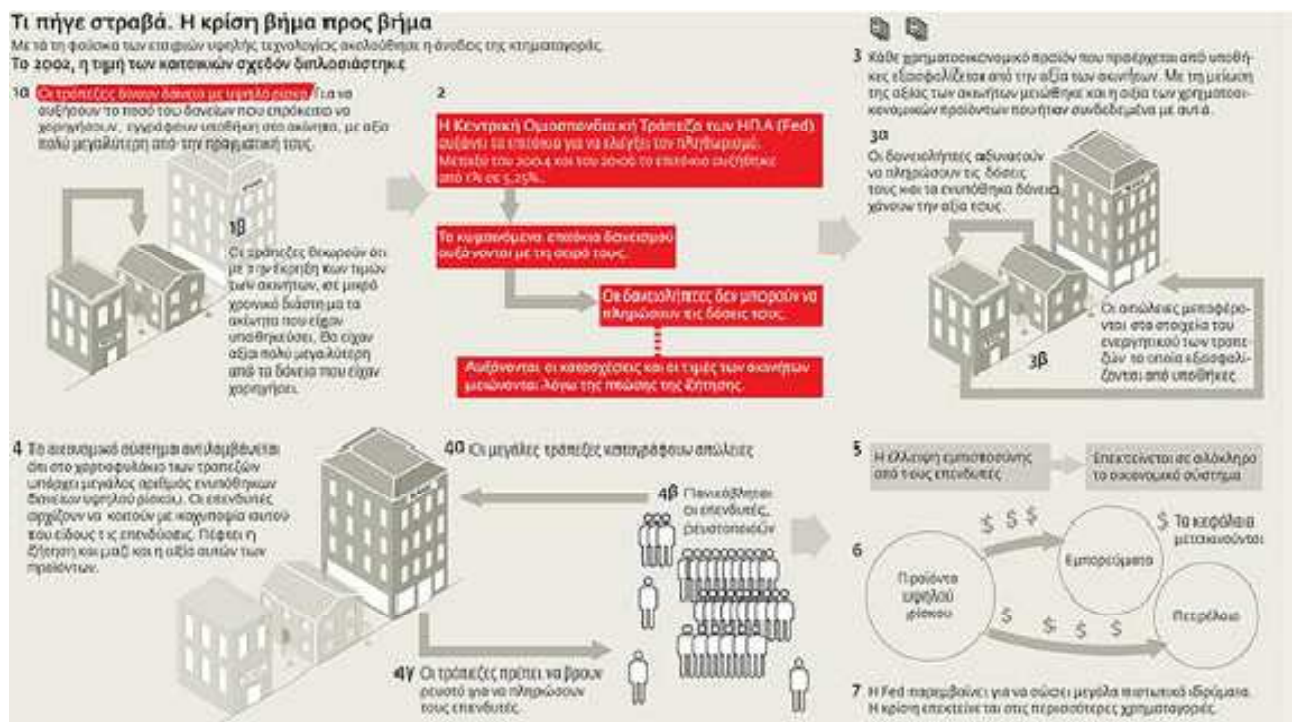 Τι πήγε στραβά. Η κρίση βήμα προς βήμα
Με τά τη φούσκα των εταιριών υψηλής τεχνολογίας ακολούθησε η άνοδος της κτηματαγοράς.
Το 2002, η τιμή των κατοικιών σχεδόν διπλασιάστηκε
1α Οι τράπεζες δίνουν δάνεια με υψηλό ρίσκο. Για να
αυξήσουν το ποσό του δανείων που επρόκειτο να
χορηγήσουν, εγγράφουν υποθήκη στα ακίνητα, με αξία
πολύ μεγαλύτερη από την πραγματική τους.
1β
Οι τράπεζες θεωρούν ότι
με την έκρηξη των τιμών
των ακινήτων, σε μικρό
χρονικό διάστημα τα
ακίνητα που είχαν
υποθηκεύσει, θα είχαν
αξία πολύ μεγαλύτερη
από τα δάνεια που είχαν
χορηγήσει.
2
Η Κεντρική Ομοσπονδιακή Τράπεζα των ΗΠΑ (Fed)
αυξάνει τα επιτόκια για να ελέγξει τον πληθωρισμό.
Μεταξύ του 2004 και του 2006 το επιτόκιο αυξήθηκε
από 1% σε 5,25%.
Τα κυμαινόμενα επιτόκια δανεισμού
αυξάνονται με τη σειρά τους.
Οι δανειολήπτες δεν μπορούν να
πληρώσουν τις δόσεις τους.
Αυξάνονται οι κατασχέσεις και οι τιμές των ακινήτων
μειώνονται λόγω της πτώσης της ζήτησης.
3 Κάθε χρηματοοικονομικό προϊόν που προέρχεται από υποθή-
κες εξασφαλίζεται από την αξία των ακινήτων. Με τη μείωση
της αξίας των ακινήτων μειώθηκε και η αξία των χρηματοοι-
κονομικών προϊόντων που ήταν συνδεδεμένα με αυτά.
3α
Οι δανειολήπτες αδυνατούν
να πληρώσουν τις δόσεις
τους και τα ενυπόθηκα δάνεια
χάνουν την αξία τους.
3β
Οι απώλειες μεταφέρο-
νται στα στοιχεία του
ενεργητικού των τραπε-
ζών τα οποία εξασφαλί-
ζονται από υποθήκες.
4 Το οικονομικό σύστημα αντιλαμβάνεται
ότι στο χαρτοφυλάκιο των τραπεζών
υπάρχει μεγάλος αριθμός ενυπόθηκων
δανείων υψηλού ρίσκου. Οι επενδυτές
αρχίζουν να κοιτούν με καχυποψία αυτού
του είδους τις επενδύσεις. Πέφτει η
ζήτηση και μαζί και η αξία αυτών των
προϊόντων.
4α Οι μεγάλες τράπεζες καταγράφουν απώλειες
4β Πανικόβλητοι
οι επενδυτές,
ρευστοποιούν
4γ Οι τράπεζες πρέπει να βρουν
ρευστό για να πληρώσουν
τους επενδυτές.
5 Η έλλειψη εμπιστοσύνης
από τους επενδυτές
Επεκτείνεται σε ολόκληρο
το οικονομικό σύστημα
6
Προϊόντα
υψηλού
ρίσκου
$ $ $
Εμπορεύματα
$ Τα κεφάλαια
μετακινούνται
$ $ $ $
Πετρέλαιο
7 Η Fed παρεμβαίνει για να σώσει μεγάλα πιστωτικά ιδρύματα.
Η κρίση επεκτείνεται στις περισσότερες χρηματαγορές.